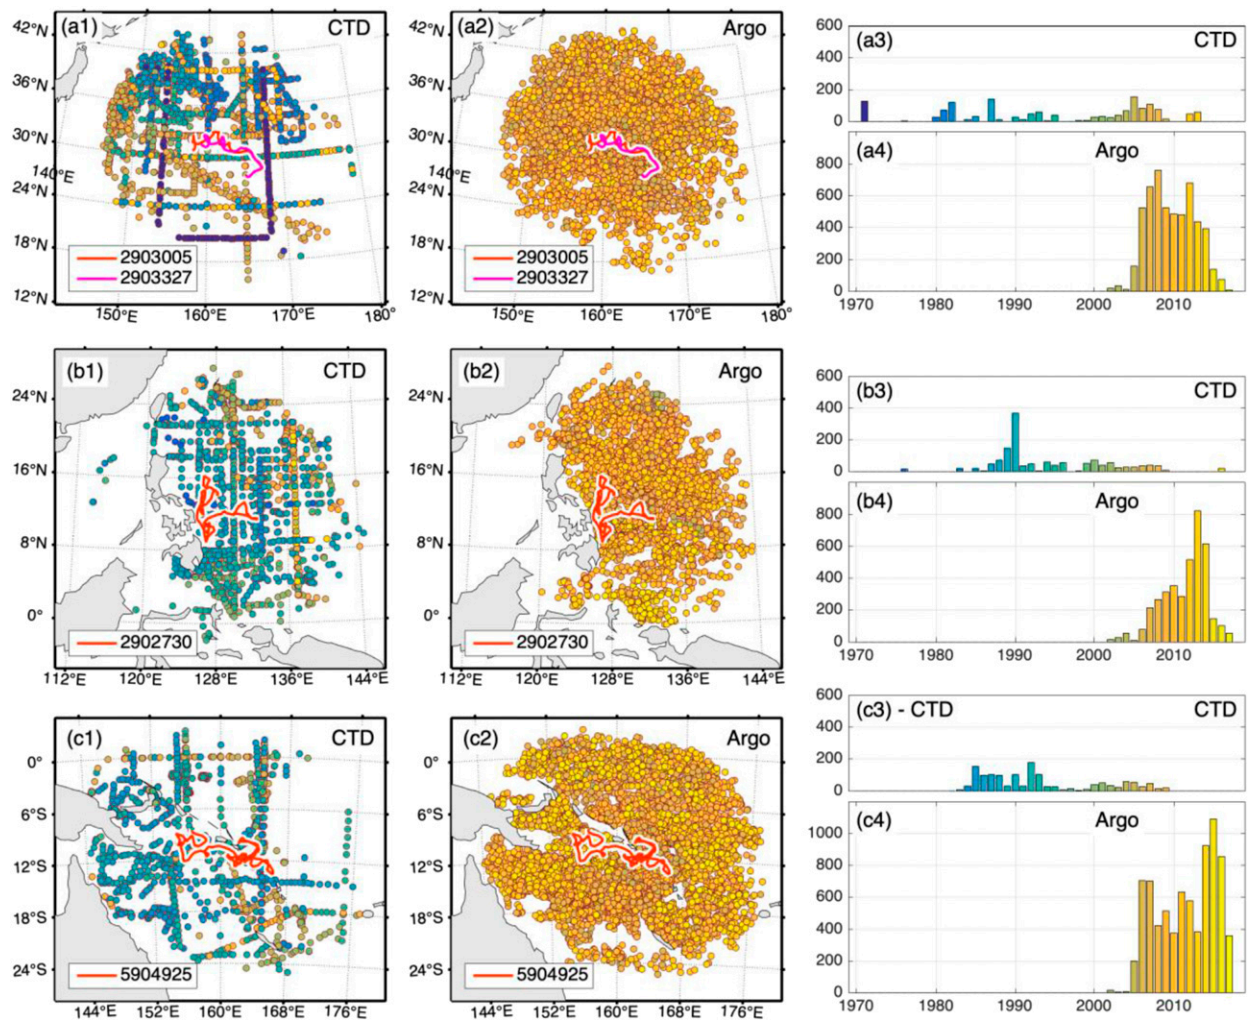 (a1) CTD
42°N
36°N
30°N
140°E
24°N
18°N
12°N
2903005
2903327
150°E 160°E 170°E 180°
(a2) Argo
42°N
36°N
30°N
140°E
24°N
18°N
12°N
2903005
2903327
150°E 160°E 170°E 180°
(a3) CTD
600
400
200
0
(a4) Argo
800
600
400
200
0
1970 1980 1990 2000 2010
(b1) CTD
24°N
16°N
8°N
0°
2902730
112°E 120°E 128°E 136°E 144°E
(b2) Argo
24°N
16°N
8°N
0°
2902730
112°E 120°E 128°E 136°E 144°E
(b3) CTD
600
400
200
0
(b4) Argo
800
600
400
200
0
1970 1980 1990 2000 2010
(c1) CTD
0°
6°S
12°S
18°S
24°S
5904925
144°E 152°E 160°E 168°E 176°E
(c2) Argo
0°
6°S
12°S
18°S
24°S
5904925
144°E 152°E 160°E 168°E 176°E
(c3) - CTD CTD
600
400
200
0
(c4) Argo
1000
800
600
400
200
0
1970 1980 1990 2000 2010